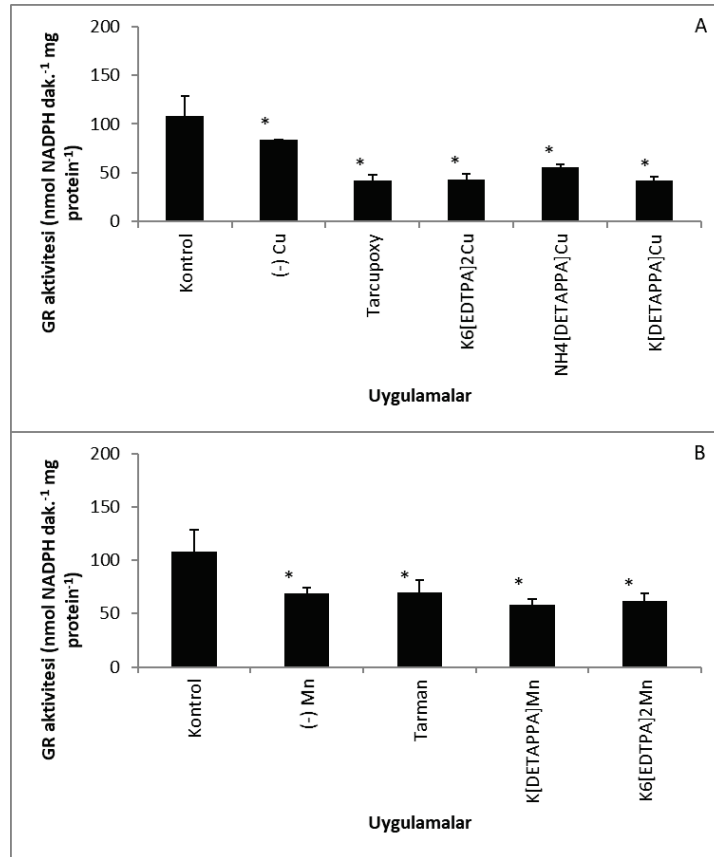 A
GR aktivitesi (nmol NADPH dak.-1 mg
protein-1)
200
150
100
50
0
*
*
*
*
*
Kontrol
(-) Cu
Tarcupoxy
K6[EDTPA]2Cu
NH4[DETAPPA]Cu
K[DETAPPA]Cu
Uygulamalar
B
GR aktivitesi (nmol NADPH dak.-1 mg
protein-1)
200
150
100
50
0
*
*
*
*
Kontrol
(-) Mn
Tarman
K[DETAPPA]Mn
K6[EDTPA]2Mn
Uygulamalar